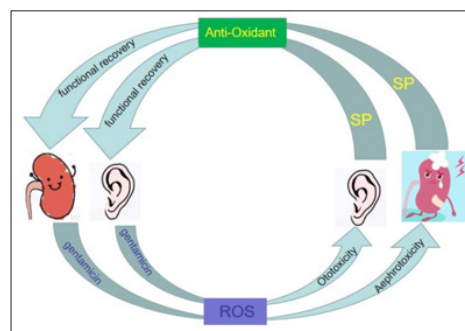 Anti-Oxidant
functional recovery
functional recovery
SP
SP
gentamicin
gentamicin
Ototoxicity
Aephrotoxicity
ROS